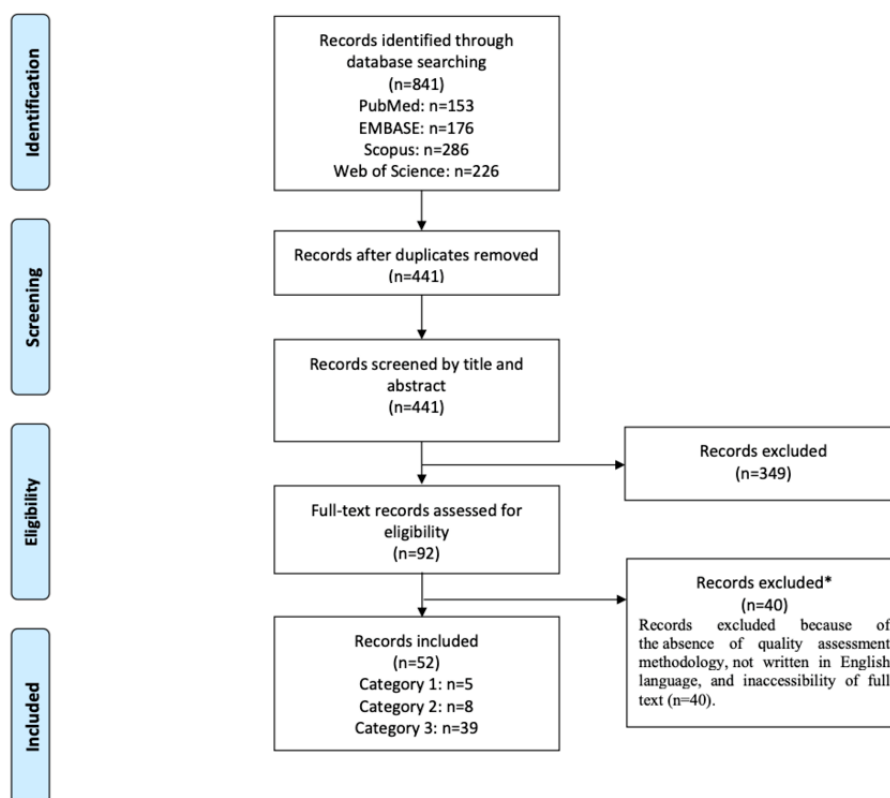 Identification
Records identified through
database searching
(n=841)
PubMed: n=153
EMBASE: n=176
Scopus: n=286
Web of Science: n=226
Screening
Records after duplicates removed
(n=441)
Records screened by title and
abstract
(n=441)
Eligibility
Records excluded
(n=349)
Full-text records assessed for
eligibility
(n=92)
Records excluded*
(n=40)
Records excluded because of
the absence of quality assessment
methodology, not written in English
language, and inaccessibility of full
text (n=40).
Included
Records included
(n=52)
Category 1: n=5
Category 2: n=8
Category 3: n=39